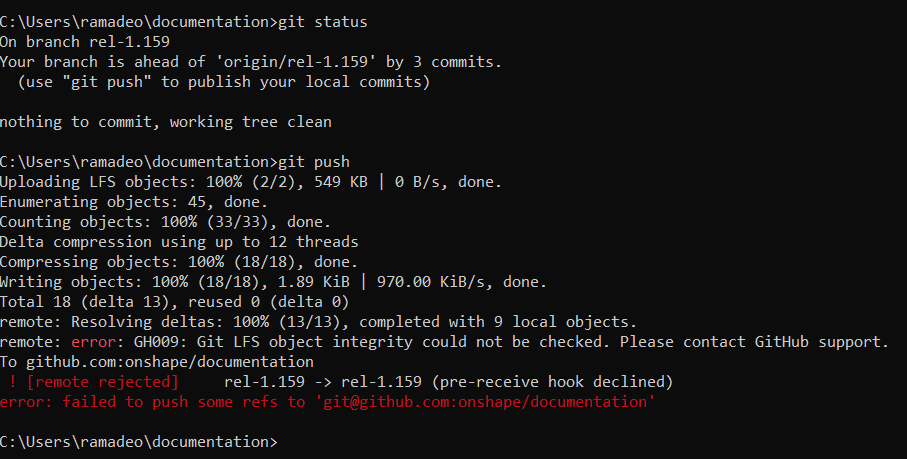 C:\Users\ramadeo\documentation>git status
On branch rel-1.159
Your branch is ahead of 'origin/rel-1.159' by 3 commits.
  (use "git push" to publish your local commits)

nothing to commit, working tree clean

C:\Users\ramadeo\documentation>git push
Uploading LFS objects: 100% (2/2), 549 KB | 0 B/s, done.
Enumerating objects: 45, done.
Counting objects: 100% (33/33), done.
Delta compression using up to 12 threads
Compressing objects: 100% (18/18), done.
Writing objects: 100% (18/18), 1.89 KiB | 970.00 KiB/s, done.
Total 18 (delta 13), reused 0 (delta 0)
remote: Resolving deltas: 100% (13/13), completed with 9 local objects.
remote: error: GH009: Git LFS object integrity could not be checked. Please contact GitHub support.
To github.com:onshape/documentation
 ! [remote rejected]     rel-1.159 -> rel-1.159 (pre-receive hook declined)
error: failed to push some refs to 'git@github.com:onshape/documentation'

C:\Users\ramadeo\documentation>